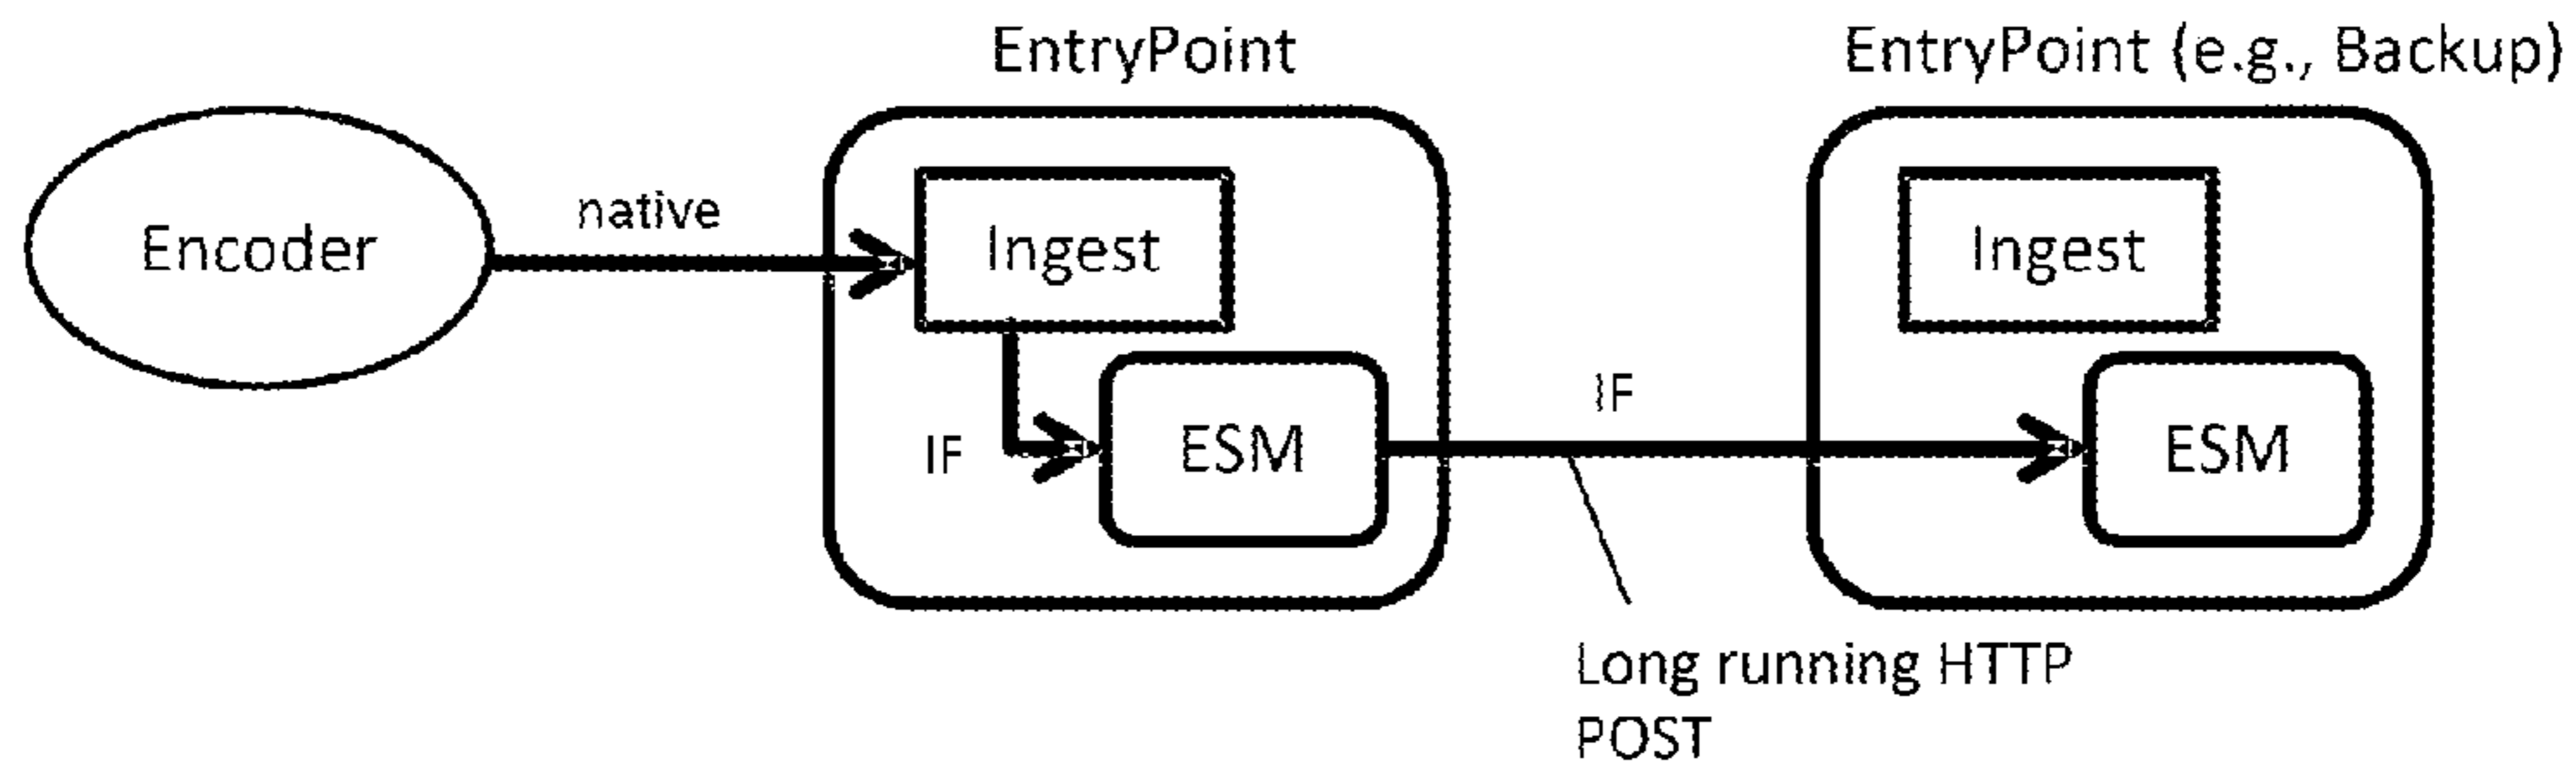 EntryPoint
EntryPoint (e.g., Backup)
Encoder
native
Ingest
Ingest
IF
ESM
IF
ESM
Long running HTTP
POST